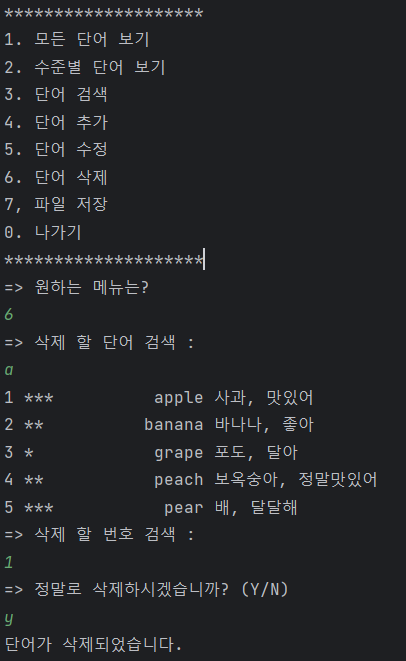 ********************
1. 모든 단어 보기
2. 수준별 단어 보기
3. 단어 검색
4. 단어 추가
5. 단어 수정
6. 단어 삭제
7, 파일 저장
0. 나가기
********************
=> 원하는 메뉴는?
6
=> 삭제 할 단어 검색 :
a
1 ***          apple 사과, 맛있어
2 **          banana 바나나, 좋아
3 *            grape 포도, 달아
4 **           peach 보옥숭아, 정말맛있어
5 ***           pear 배, 달달해
=> 삭제 할 번호 검색 :
1
=> 정말로 삭제하시겠습니까? (Y/N)
y
단어가 삭제되었습니다.